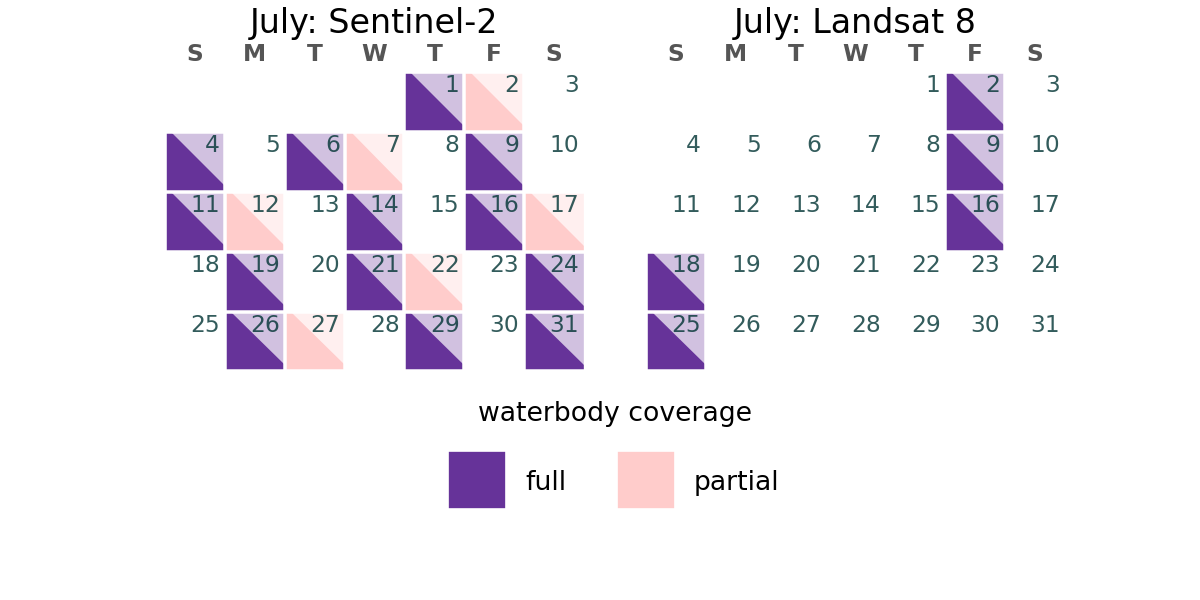 July: Sentinel-2
S M T W T F S
1 2 3
4 5 6 7 8 9 10
11 12 13 14 15 16 17
18 19 20 21 22 23 24
25 26 27 28 29 30 31
July: Landsat 8
S M T W T F S
1 2 3
4 5 6 7 8 9 10
11 12 13 14 15 16 17
18 19 20 21 22 23 24
25 26 27 28 29 30 31
waterbody coverage
full
partial